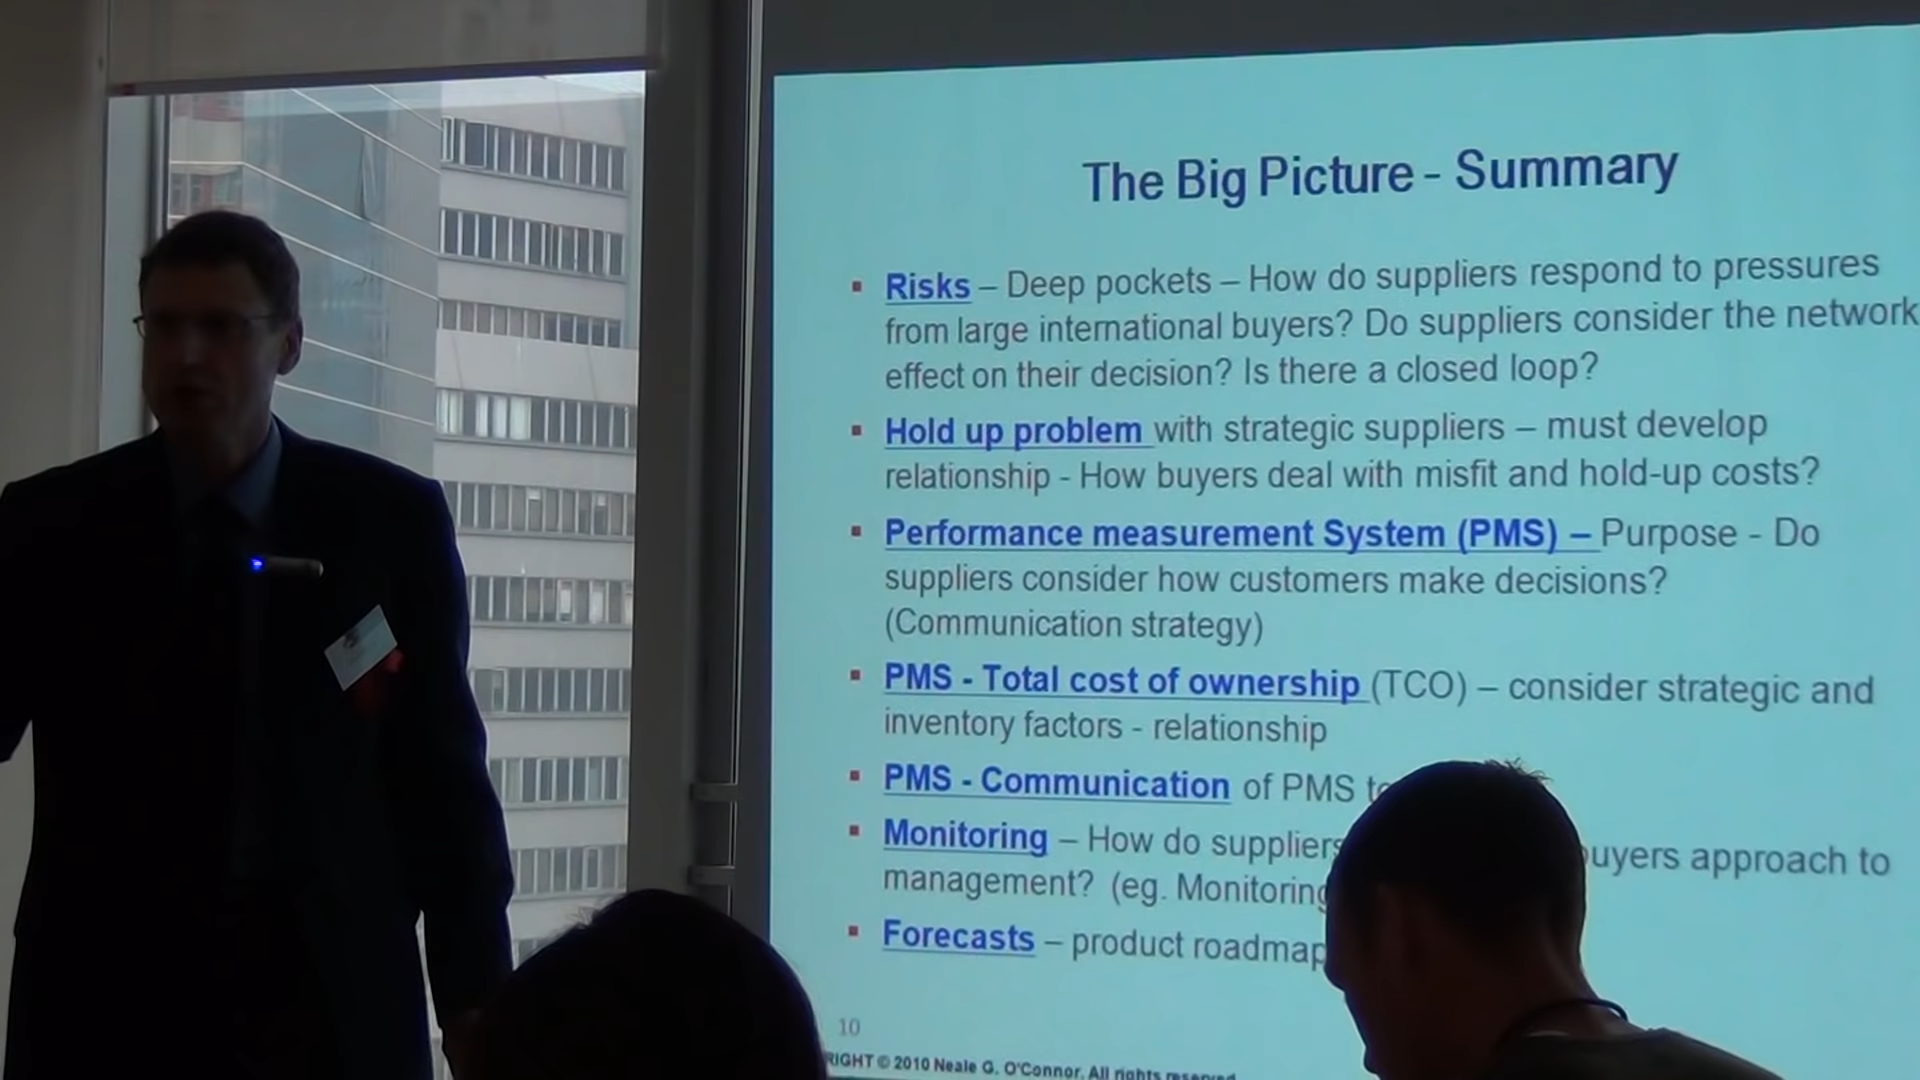 The Big Picture - Summary
Risks – Deep pockets – How do suppliers respond to pressures
from large international buyers? Do suppliers consider the network
effect on their decision? Is there a closed loop?
Hold up problem with strategic suppliers – must develop
relationship - How buyers deal with misfit and hold-up costs?
Performance measurement System (PMS) – Purpose - Do
suppliers consider how customers make decisions?
(Communication strategy)
PMS - Total cost of ownership (TCO) – consider strategic and
inventory factors - relationship
PMS - Communication of PMS
Monitoring – How do suppliers approach to
management? (eg. Monitoring
Forecasts – product roadmap
10
2010 Neale G. O'Connor. All rights reserved